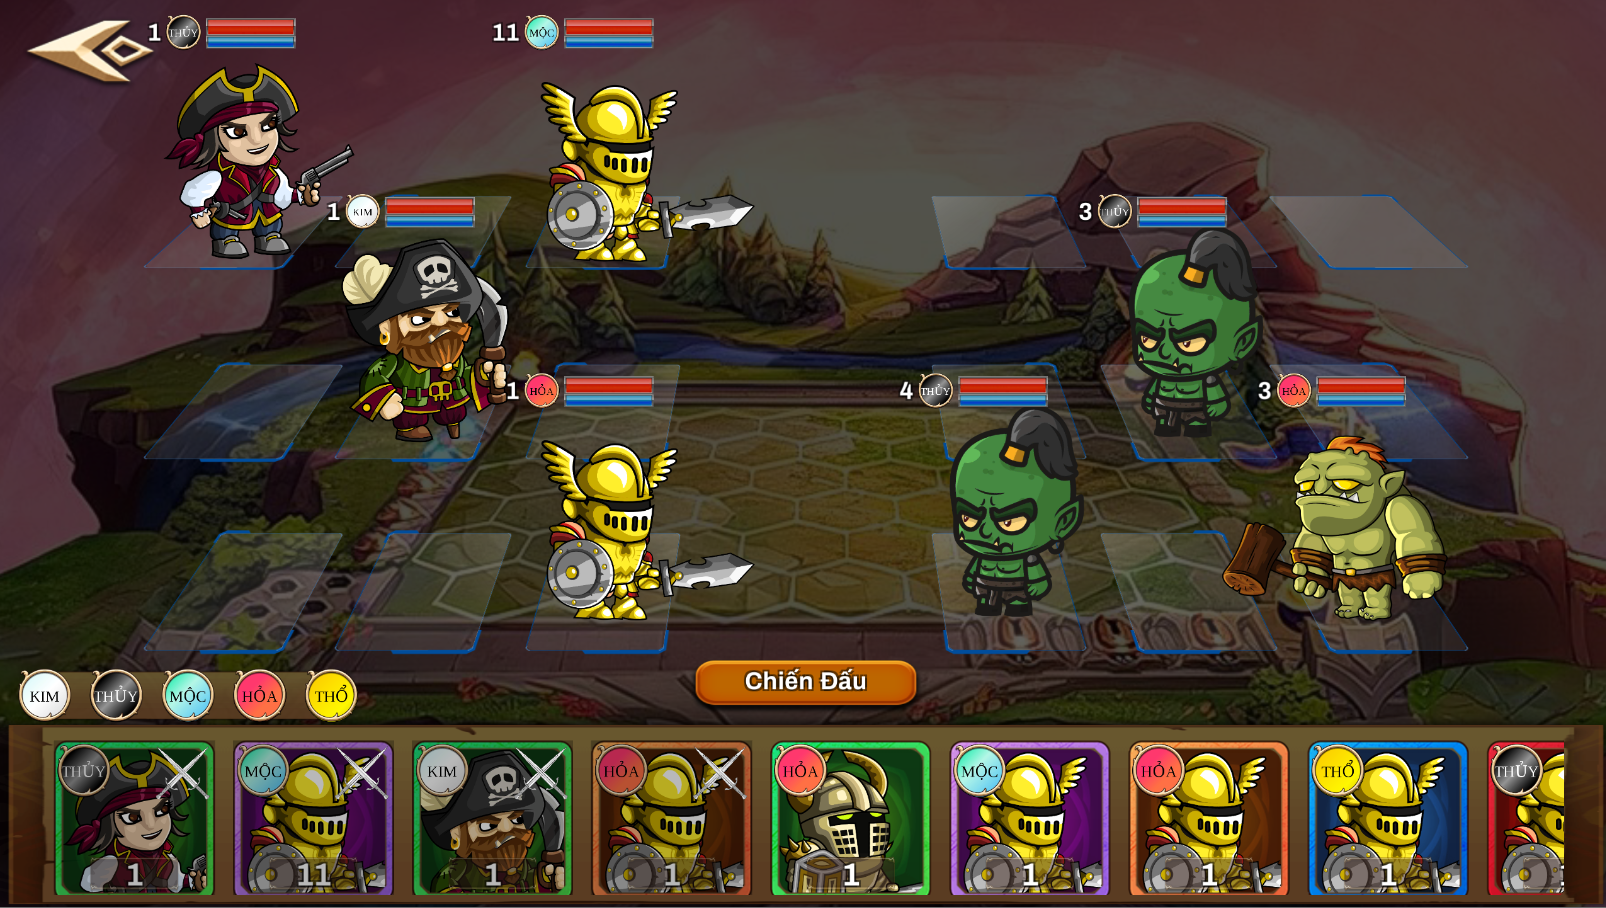 1 THỦY
11 MỘC
1 KIM
3 THỦY
1 HỎA
4 THỦY
3 HỎA
Chiến Đấu
KIM THỦY MỘC HỎA THỔ
THỦY MỘC KIM HỎA HỎA MỘC HỎA THỔ THỦY
1 11 1 1 1 1 1 1